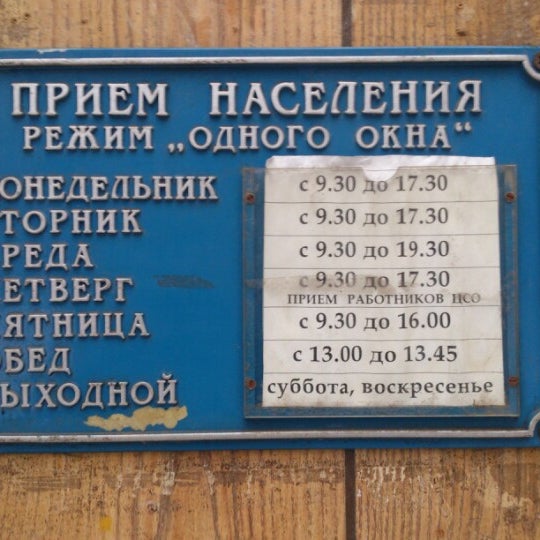 ПРИЕМ НАСЕЛЕНИЯ
РЕЖИМ „ОДНОГО ОКНА“
ОНЕДЕЛЬНИК с 9.30 до 17.30
ТОРНИК с 9.30 до 17.30
РЕДА с 9.30 до 19.30
ЕТВЕРГ с 9.30 до 17.30
ПРИЕМ РАБОТНИКОВ ЦСО
ЯТНИЦА с 9.30 до 16.00
ОБЕД с 13.00 до 13.45
ЫХОДНОЙ суббота, воскресенье